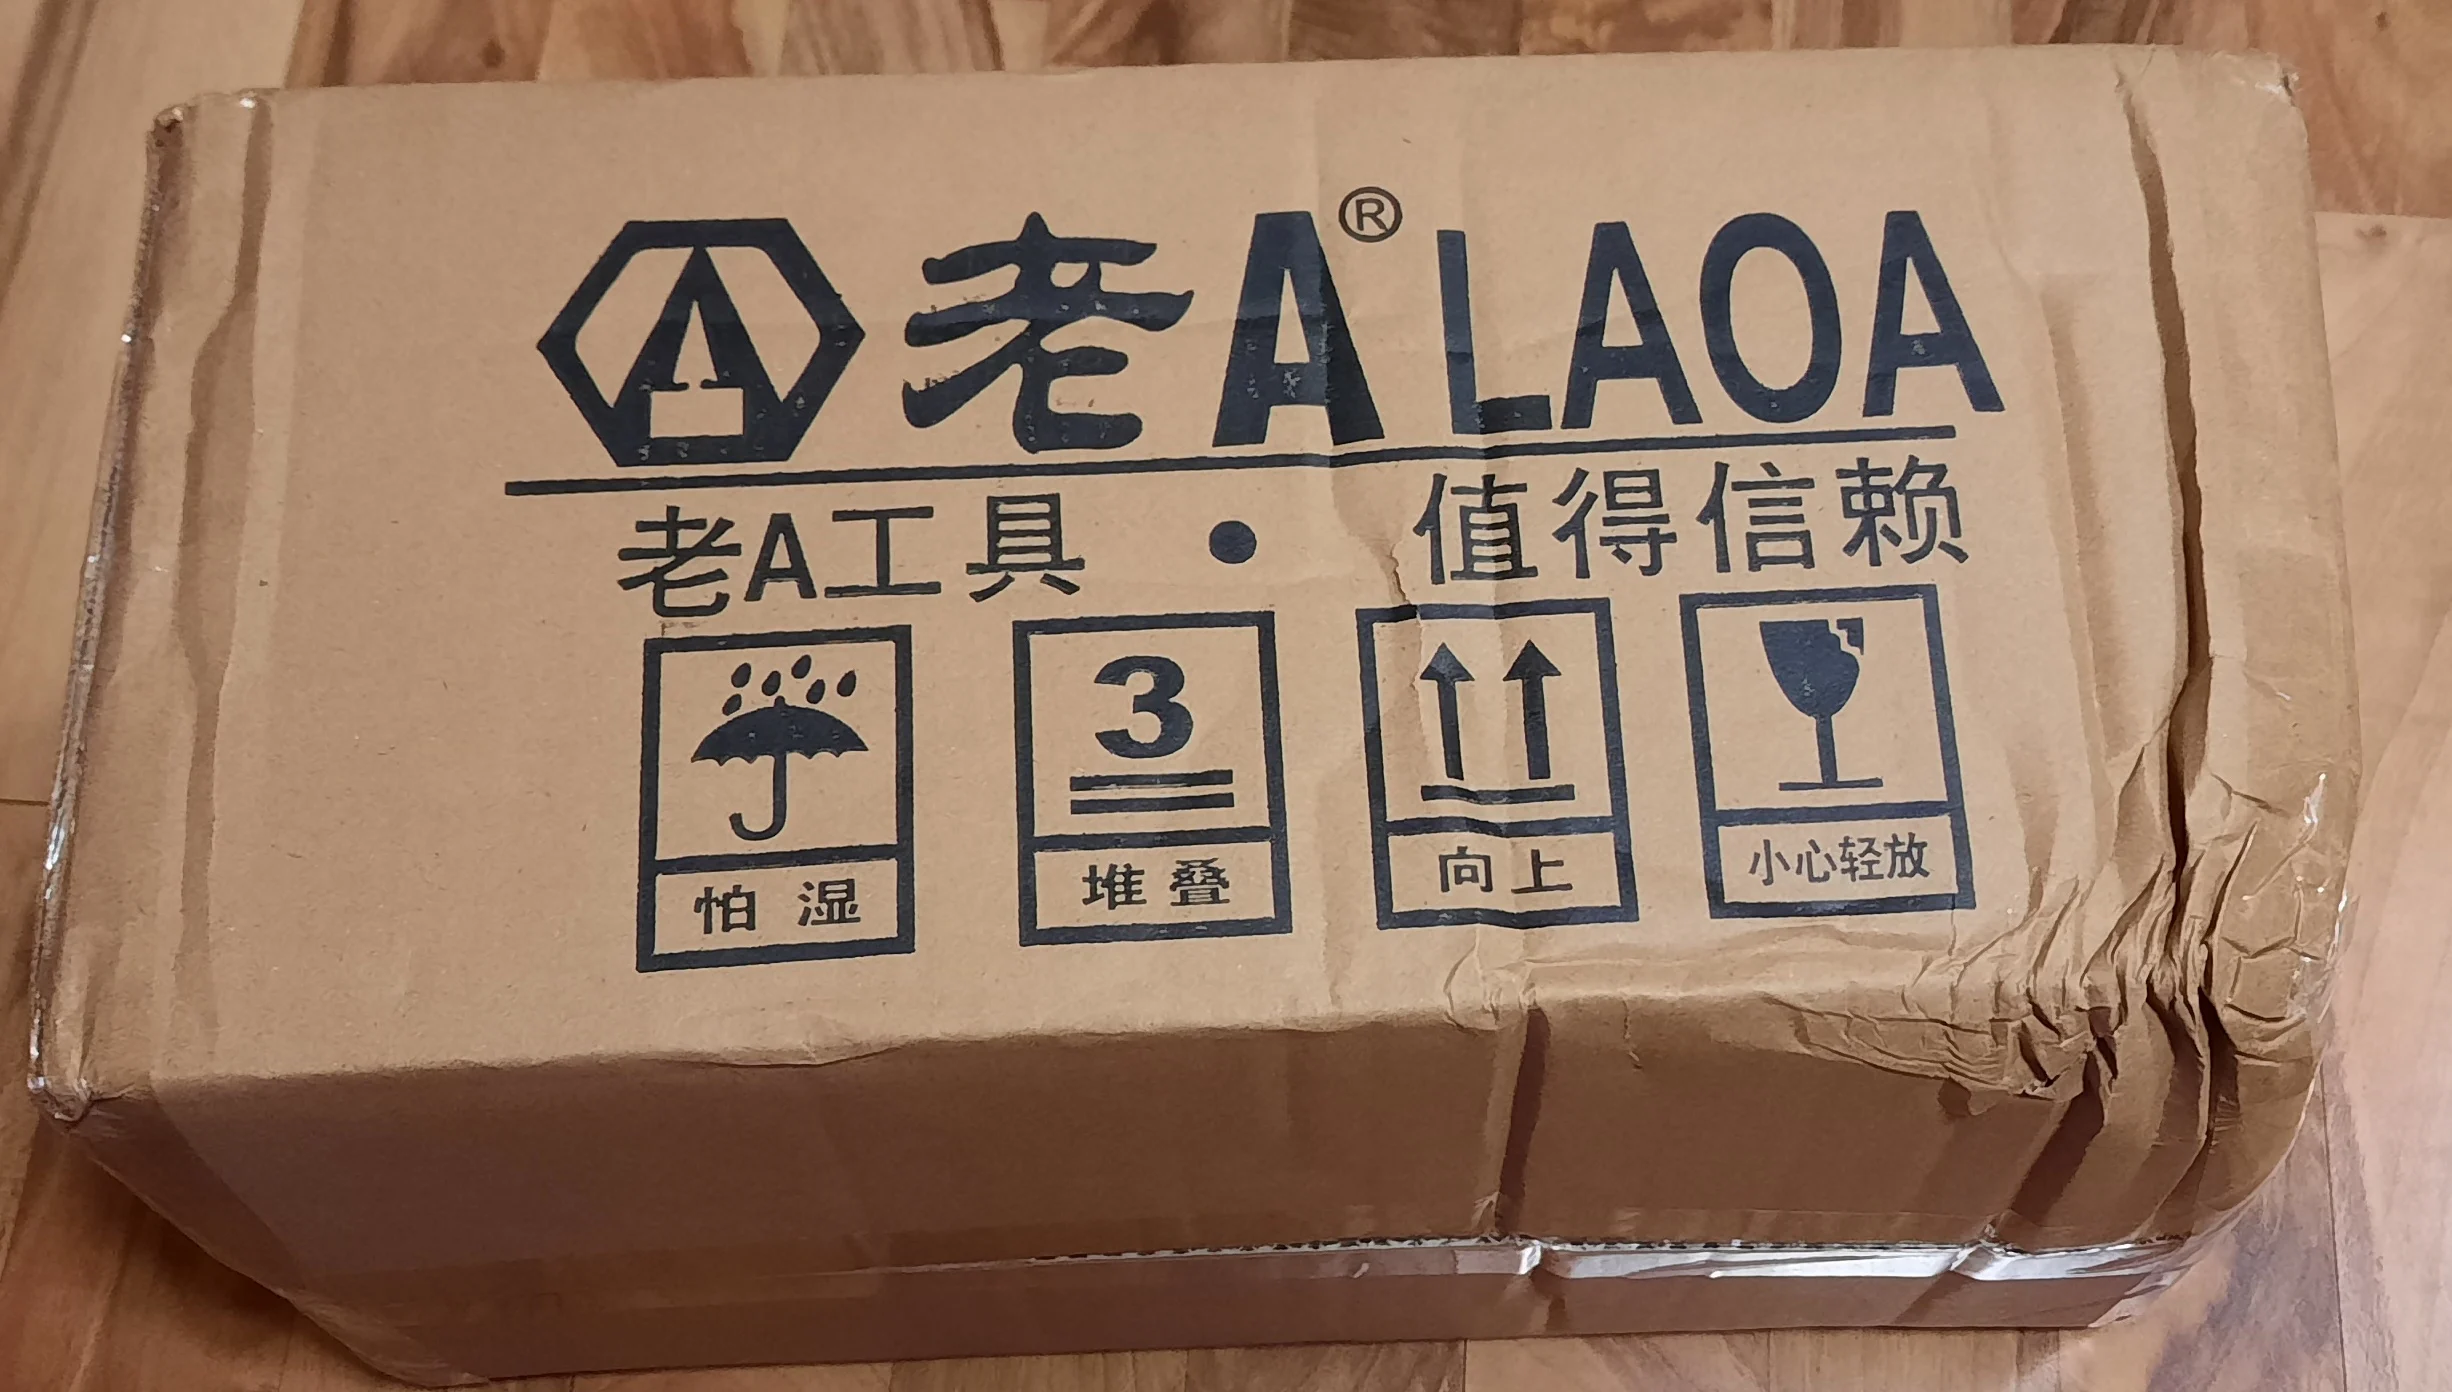 A 老A® LAOA
老A工具 · 值得信赖
3
怕湿 堆叠 向上 小心轻放